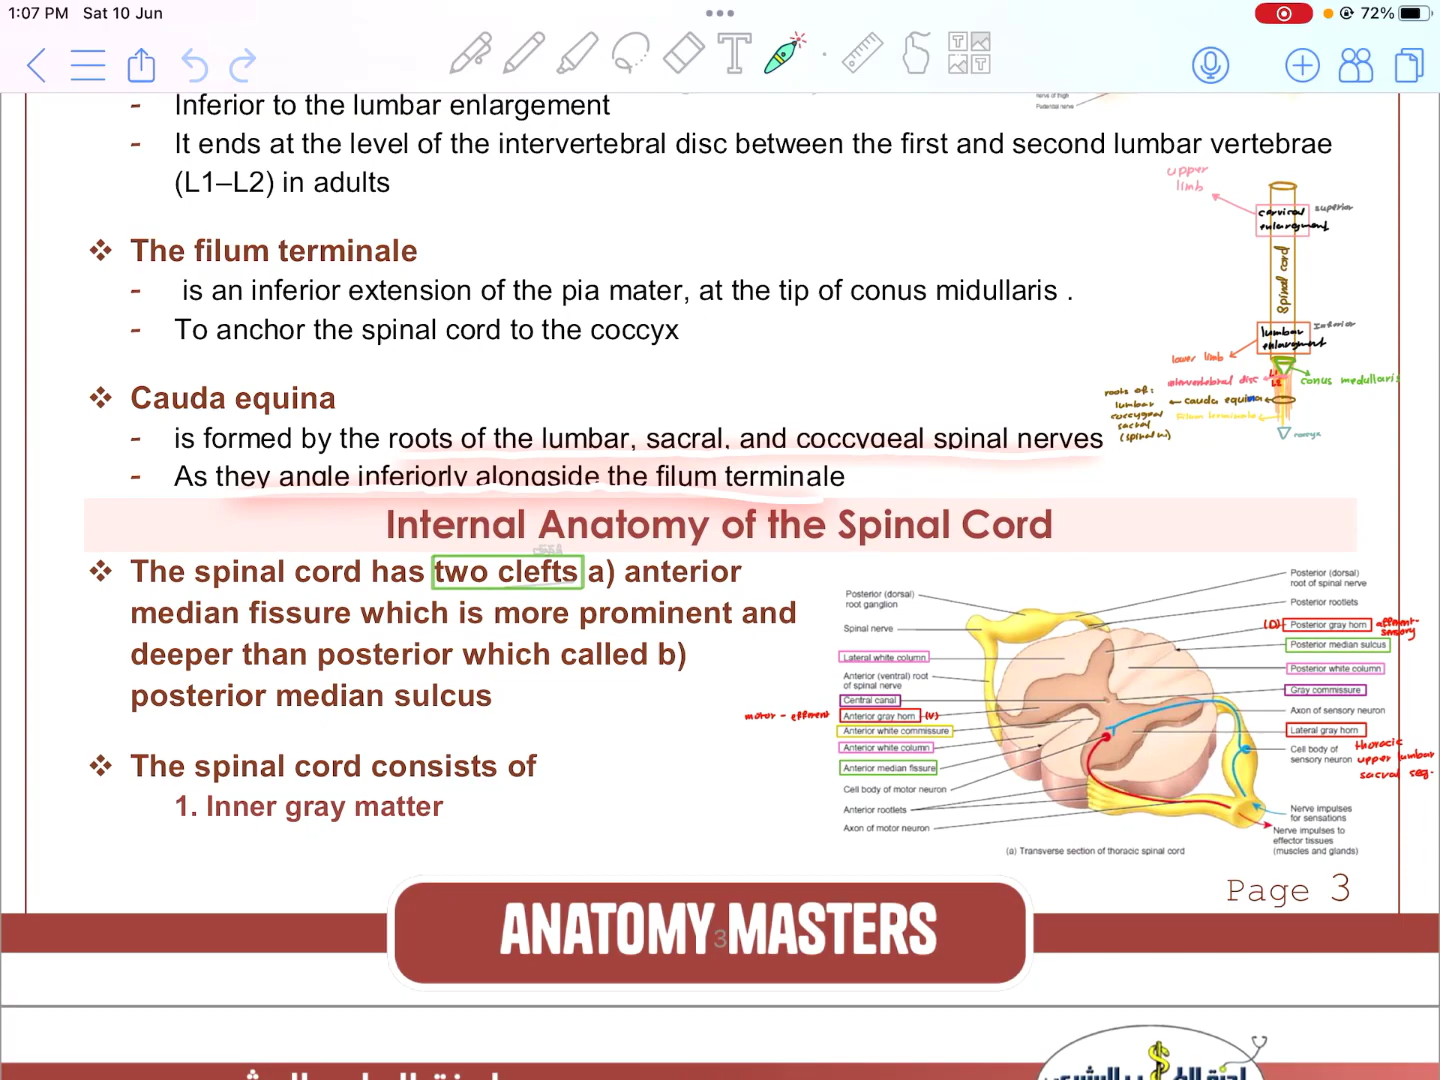 1:07 PM Sat 10 Jun
72%
Inferior to the lumbar enlargement
- It ends at the level of the intervertebral disc between the first and second lumbar vertebrae
(L1–L2) in adults
❖ The filum terminale
- is an inferior extension of the pia mater, at the tip of conus midullaris .
- To anchor the spinal cord to the coccyx
❖ Cauda equina
- is formed by the roots of the lumbar, sacral, and coccygeal spinal nerves
- As they angle inferiorly alongside the filum terminale
upper
limb
cervical
enlargment
superior
spinal cord
lumbar
enlargment
Inferior
lower limb
intervertebral disc
L1
L2
conus medullaris
cauda equina
roots of:
lumbar
coccygeal
sacral
(spinal n)
filum terminale
coccyx
Internal Anatomy of the Spinal Cord
❖ The spinal cord has two clefts a) anterior
median fissure which is more prominent and
deeper than posterior which called b)
posterior median sulcus
❖ The spinal cord consists of
1. Inner gray matter
Posterior (dorsal)
root ganglion
Spinal nerve
Lateral white column
Anterior (ventral) root
of spinal nerve
Central canal
motor - efferent Anterior gray horn (V)
Anterior white commissure
Anterior white column
Anterior median fissure
Cell body of motor neuron
Anterior rootlets
Axon of motor neuron
Posterior (dorsal)
root of spinal nerve
Posterior rootlets
(D) Posterior gray horn afferent-
sensory
Posterior median sulcus
Posterior white column
Gray commissure
Axon of sensory neuron
Lateral gray horn
Cell body of
sensory neuron
thoracic
upper lumbar
sacral seg.
Nerve impulses
for sensations
Nerve impulses to
effector tissues
(muscles and glands)
(a) Transverse section of thoracic spinal cord
Page 3
ANATOMY MASTERS
3